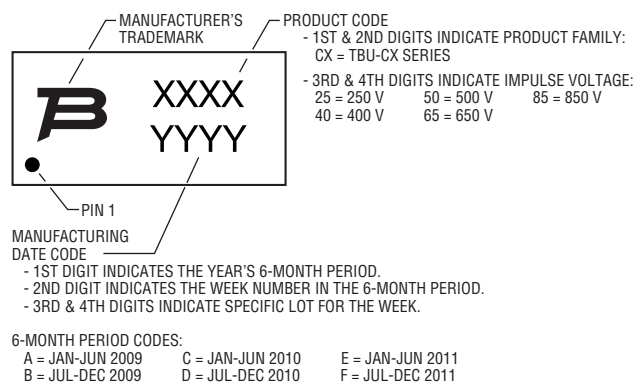 MANUFACTURER'S
TRADEMARK
PRODUCT CODE
- 1ST & 2ND DIGITS INDICATE PRODUCT FAMILY:
CX = TBU-CX SERIES
- 3RD & 4TH DIGITS INDICATE IMPULSE VOLTAGE:
25 = 250 V 50 = 500 V 85 = 850 V
40 = 400 V 65 = 650 V
B
XXXX
YYYY
PIN 1
MANUFACTURING
DATE CODE
- 1ST DIGIT INDICATES THE YEAR'S 6-MONTH PERIOD.
- 2ND DIGIT INDICATES THE WEEK NUMBER IN THE 6-MONTH PERIOD.
- 3RD & 4TH DIGITS INDICATE SPECIFIC LOT FOR THE WEEK.
6-MONTH PERIOD CODES:
A = JAN-JUN 2009 C = JAN-JUN 2010 E = JAN-JUN 2011
B = JUL-DEC 2009 D = JUL-DEC 2010 F = JUL-DEC 2011